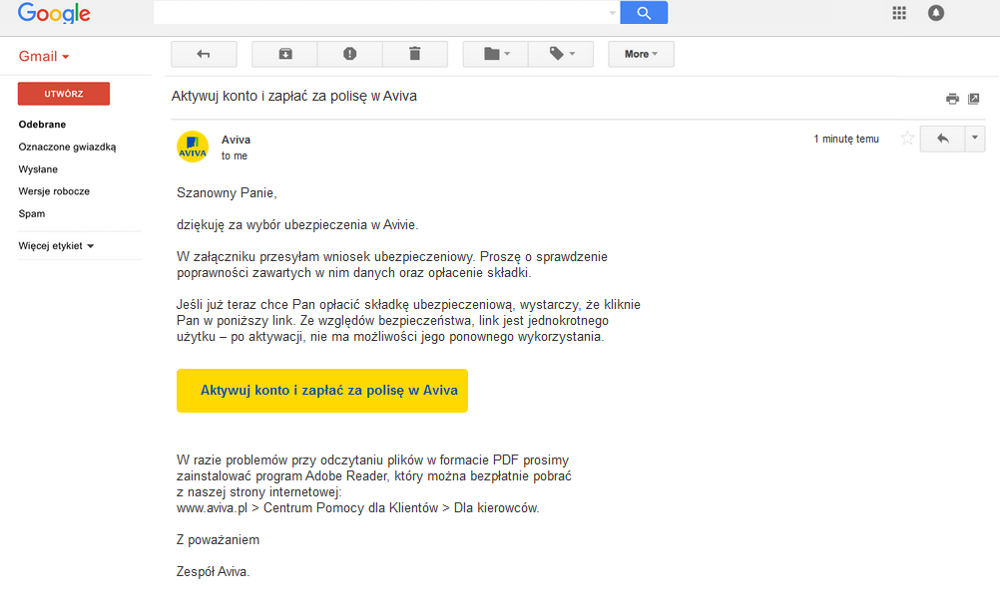 Google
Gmail
More
UTWÓRZ
Aktywuj konto i zapłać za polisę w Aviva
Odebrane
Oznaczone gwiazdką
Wysłane
Wersje robocze
Spam
Więcej etykiet
AVIVA
Aviva
to me
1 minutę temu
Szanowny Panie,
dziękuję za wybór ubezpieczenia w Avivie.
W załączniku przesyłam wniosek ubezpieczeniowy. Proszę o sprawdzenie
poprawności zawartych w nim danych oraz opłacenie składki.
Jeśli już teraz chce Pan opłacić składkę ubezpieczeniową, wystarczy, że kliknie
Pan w poniższy link. Ze względów bezpieczeństwa, link jest jednokrotnego
użytku – po aktywacji, nie ma możliwości jego ponownego wykorzystania.
Aktywuj konto i zapłać za polisę w Aviva
W razie problemów przy odczytaniu plików w formacie PDF prosimy
zainstalować program Adobe Reader, który można bezpłatnie pobrać
z naszej strony internetowej:
www.aviva.pl > Centrum Pomocy dla Klientów > Dla kierowców.
Z poważaniem
Zespół Aviva.